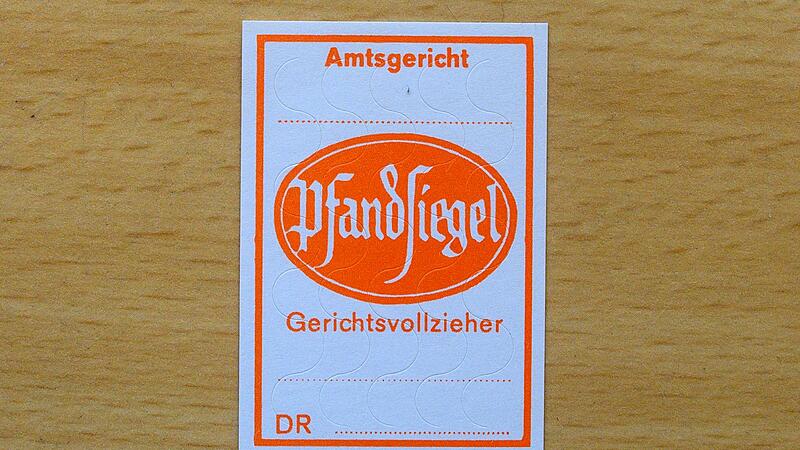 Amtsgericht
Pfandsiegel
Gerichtsvollzieher
DR